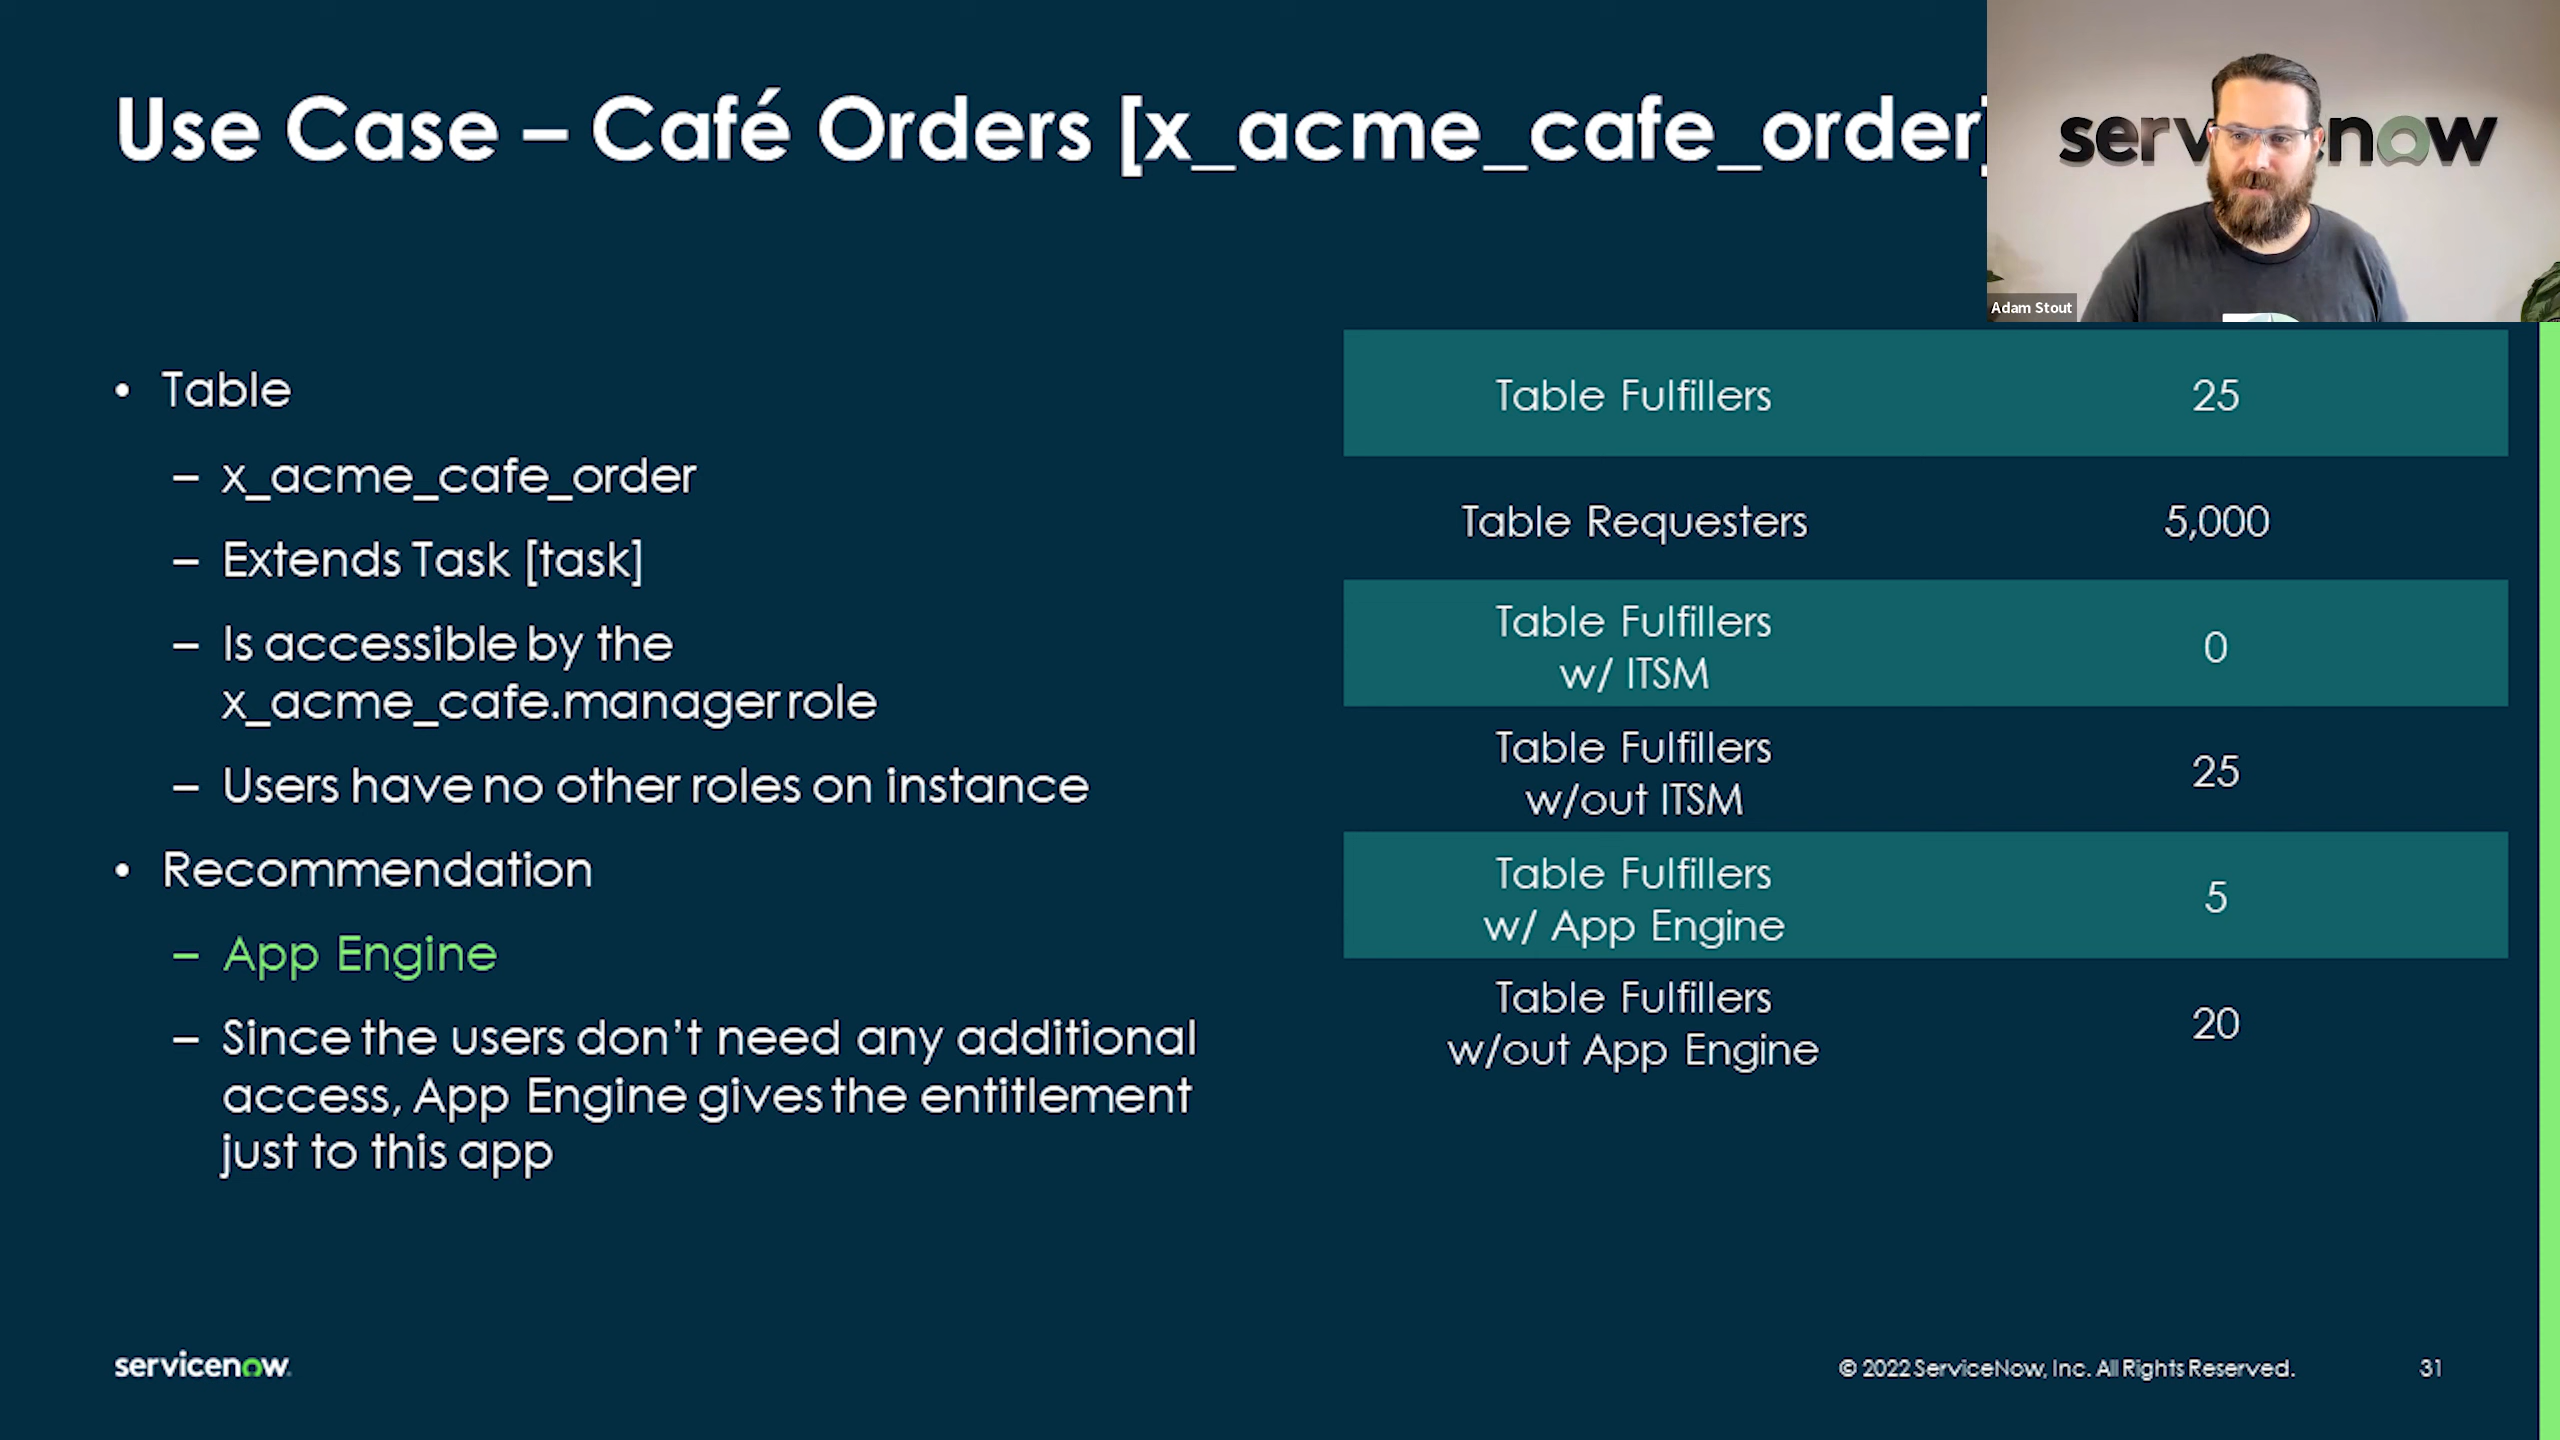 Use Case – Café Orders [x_acme_cafe_order]
servicenow
Adam Stout
• Table
– x_acme_cafe_order
– Extends Task [task]
– Is accessible by the
x_acme_cafe.manager role
– Users have no other roles on instance
• Recommendation
– App Engine
– Since the users don't need any additional
access, App Engine gives the entitlement
just to this app
Table Fulfillers 25
Table Requesters 5,000
Table Fulfillers
w/ ITSM 0
Table Fulfillers
w/out ITSM 25
Table Fulfillers
w/ App Engine 5
Table Fulfillers
w/out App Engine 20
servicenow
© 2022 ServiceNow, Inc. All Rights Reserved. 31